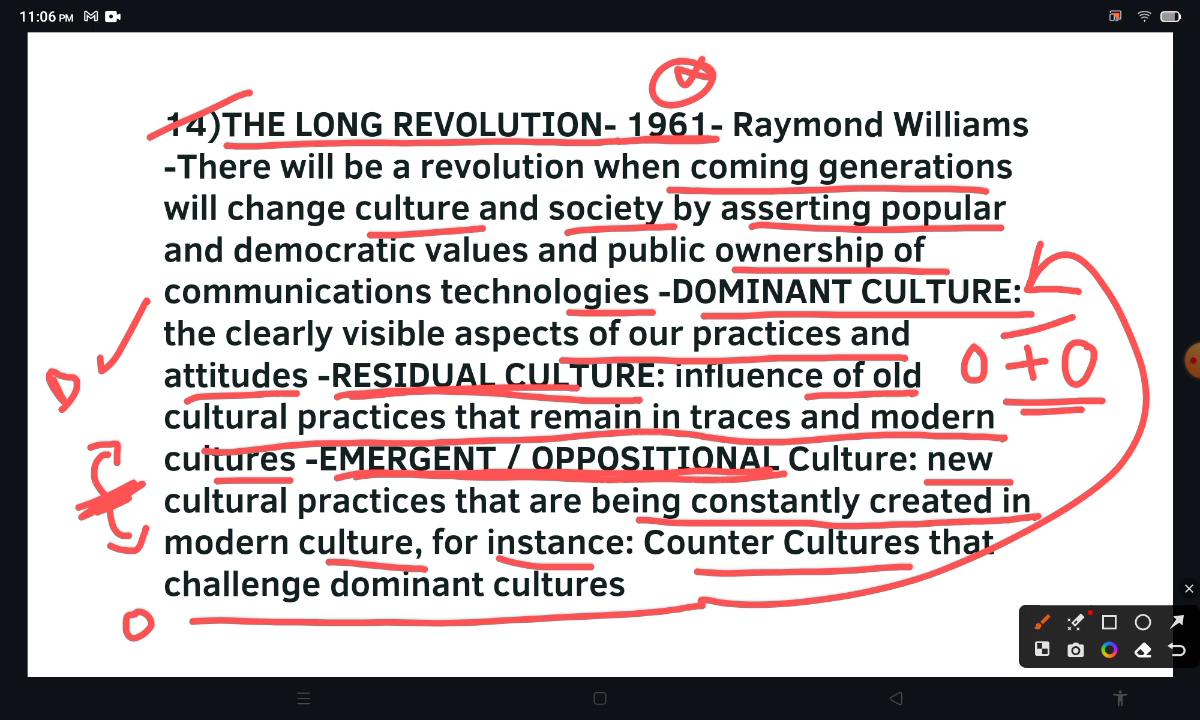 11:06 PM
14)THE LONG REVOLUTION- 1961- Raymond Williams
-There will be a revolution when coming generations
will change culture and society by asserting popular
and democratic values and public ownership of
communications technologies -DOMINANT CULTURE:
the clearly visible aspects of our practices and
attitudes -RESIDUAL CULTURE: influence of old
cultural practices that remain in traces and modern
cultures -EMERGENT / OPPOSITIONAL Culture: new
cultural practices that are being constantly created in
modern culture, for instance: Counter Cultures that
challenge dominant cultures
0 + 0
D
0